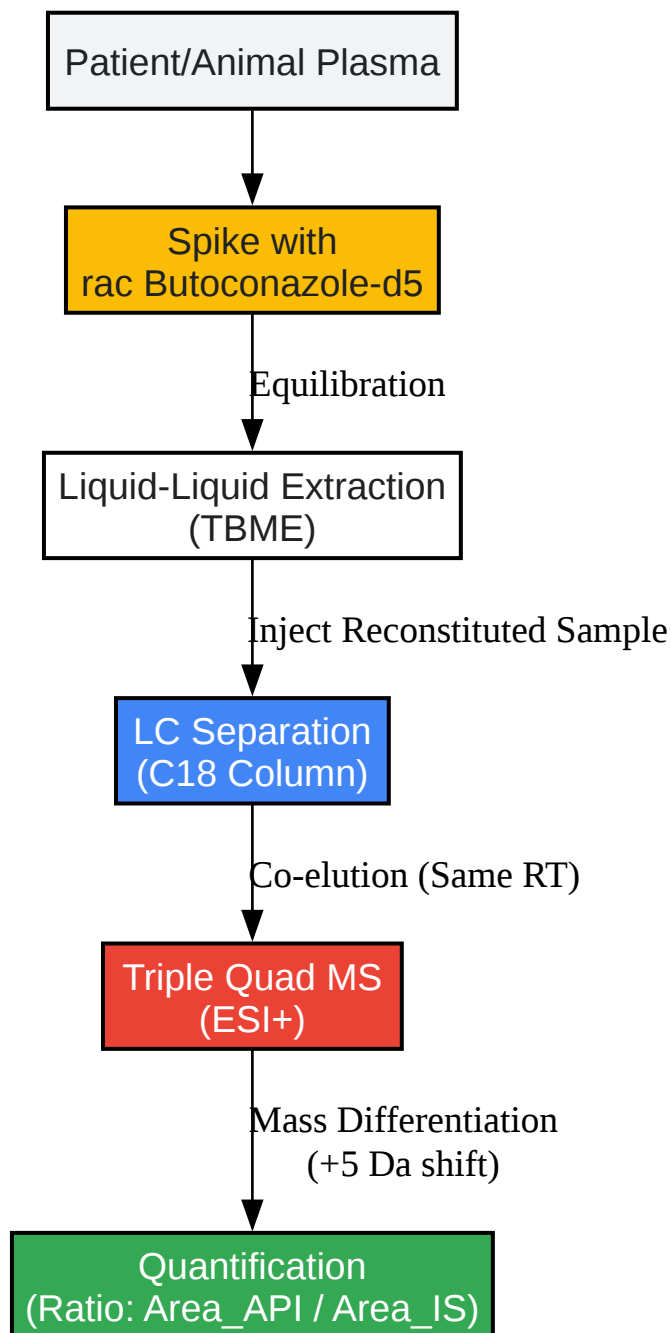 Patient/Animal Plasma
Spike with
rac Butoconazole-d5
Equilibration
Liquid-Liquid Extraction
(TBME)
Inject Reconstituted Sample
LC Separation
(C18 Column)
Co-elution (Same RT)
Triple Quad MS
(ESI+)
Mass Differentiation
(+5 Da shift)
Quantification
(Ratio: Area_API / Area_IS)